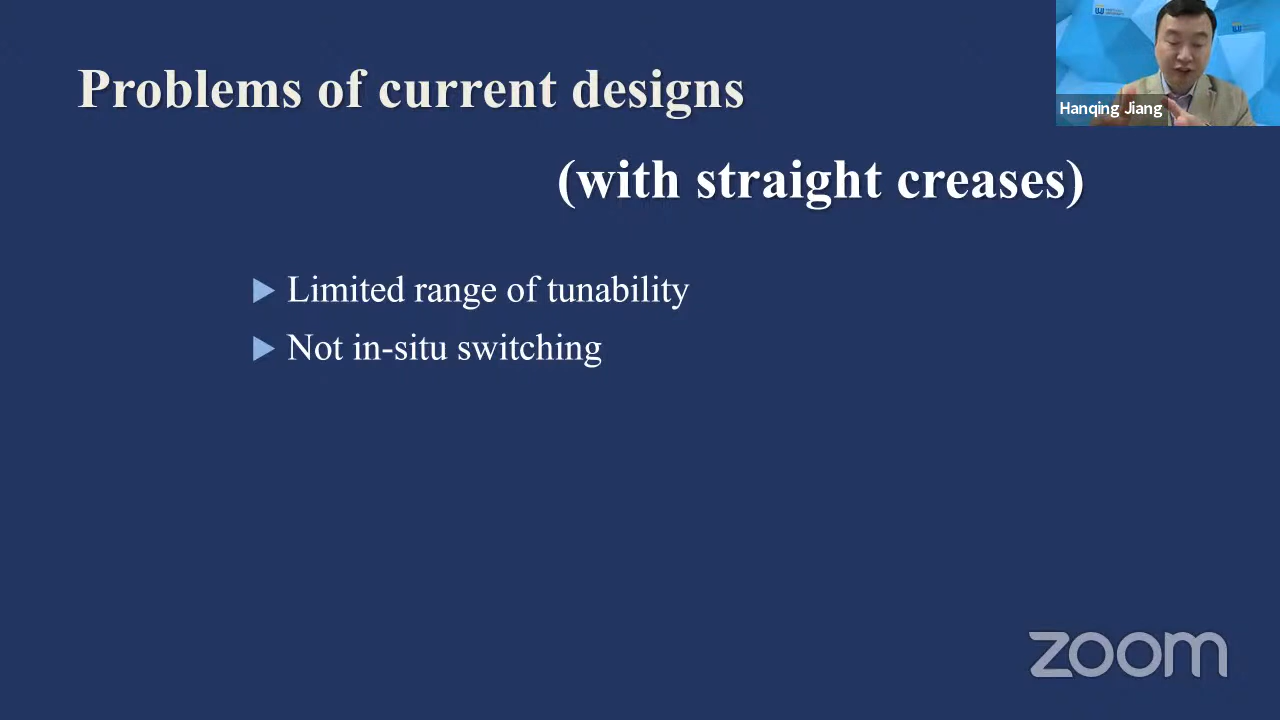 Problems of current designs
(with straight creases)
Limited range of tunability
Not in-situ switching
Hanqing Jiang
zoom